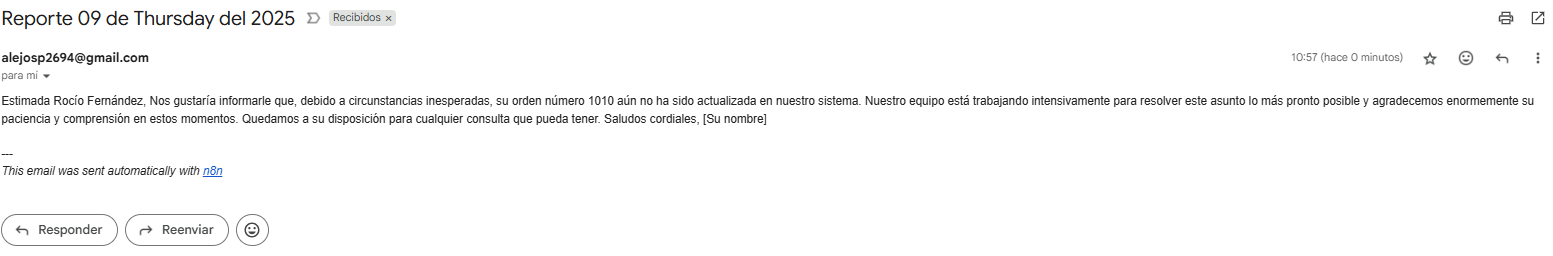 Reporte 09 de Thursday del 2025 Recibidos ×
alejosp2694@gmail.com 10:57 (hace 0 minutos)
para mí
Estimada Rocío Fernández, Nos gustaría informarle que, debido a circunstancias inesperadas, su orden número 1010 aún no ha sido actualizada en nuestro sistema. Nuestro equipo está trabajando intensivamente para resolver este asunto lo más pronto posible y agradecemos enormemente su
paciencia y comprensión en estos momentos. Quedamos a su disposición para cualquier consulta que pueda tener. Saludos cordiales, [Su nombre]
---
This email was sent automatically with n8n
Responder Reenviar